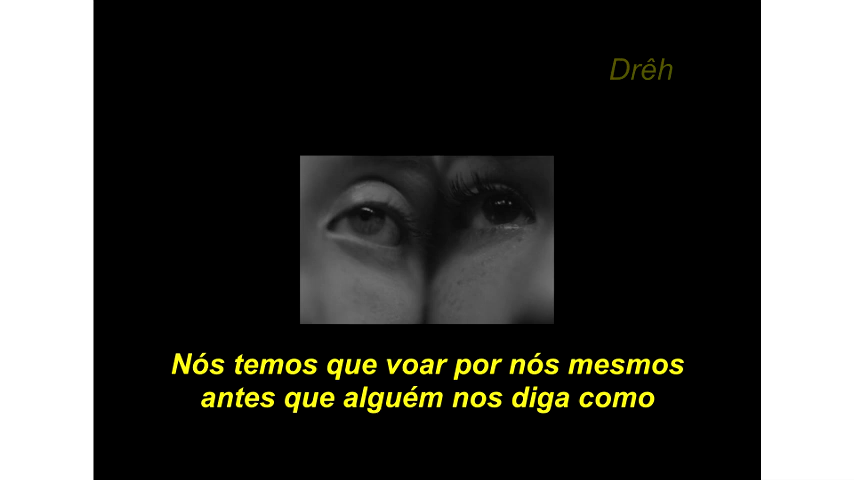 Drêh
Nós temos que voar por nós mesmos
antes que alguém nos diga como